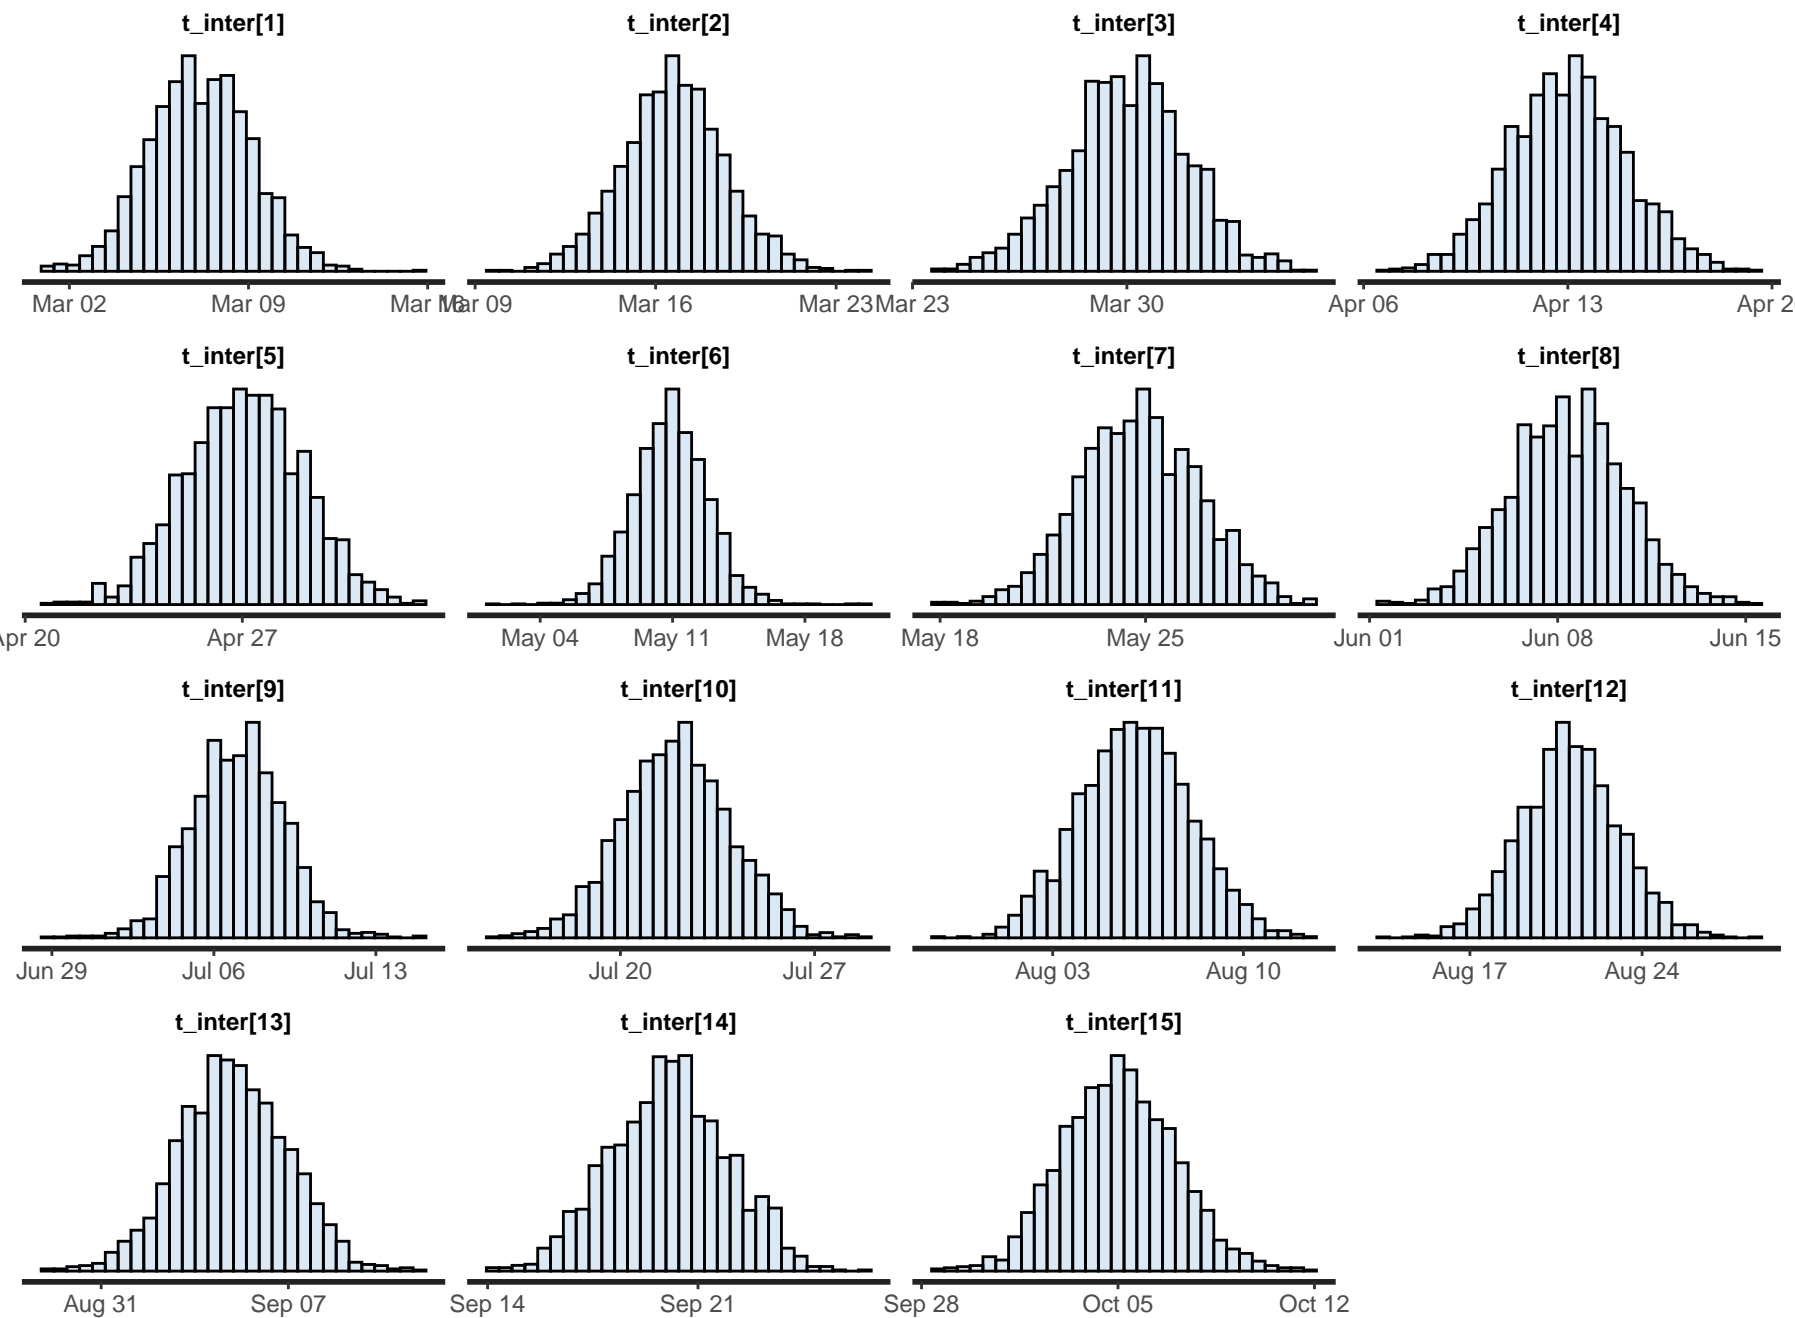 t_inter[1] t_inter[2] t_inter[3] t_inter[4]
Mar 02 Mar 09 Mar 16 Mar 09 Mar 16 Mar 23 Mar 23 Mar 30 Apr 06 Apr 13 Apr 2
t_inter[5] t_inter[6] t_inter[7] t_inter[8]
Apr 20 Apr 27 May 04 May 11 May 18 May 18 May 25 Jun 01 Jun 08 Jun 15
t_inter[9] t_inter[10] t_inter[11] t_inter[12]
Jun 29 Jul 06 Jul 13 Jul 20 Jul 27 Aug 03 Aug 10 Aug 17 Aug 24
t_inter[13] t_inter[14] t_inter[15]
Aug 31 Sep 07 Sep 14 Sep 21 Sep 28 Oct 05 Oct 12